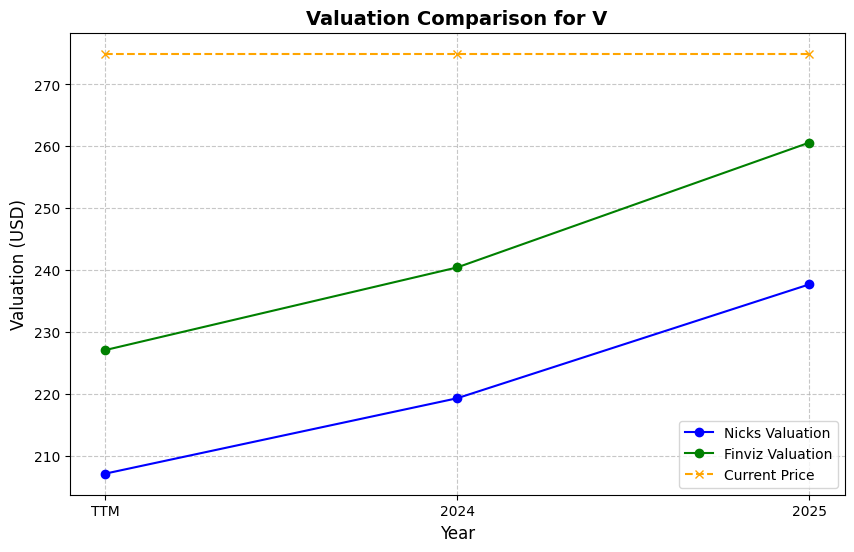 Valuation Comparison for V
Valuation (USD)
270
260
250
240
230
220
210
TTM
2024
2025
Year
Nicks Valuation
Finviz Valuation
Current Price